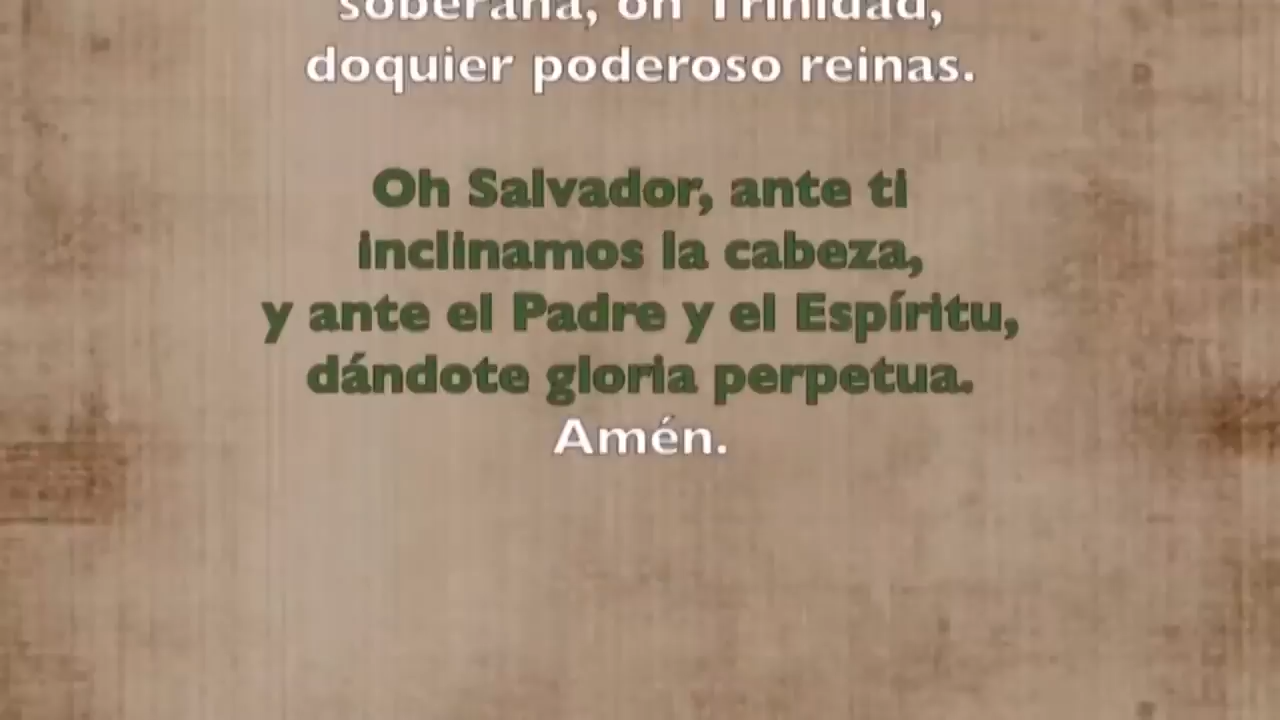 soberana, oh Trinidad,
doquier poderoso reinas.
Oh Salvador, ante ti
inclinamos la cabeza,
y ante el Padre y el Espíritu,
dándote gloria perpetua.
Amén.